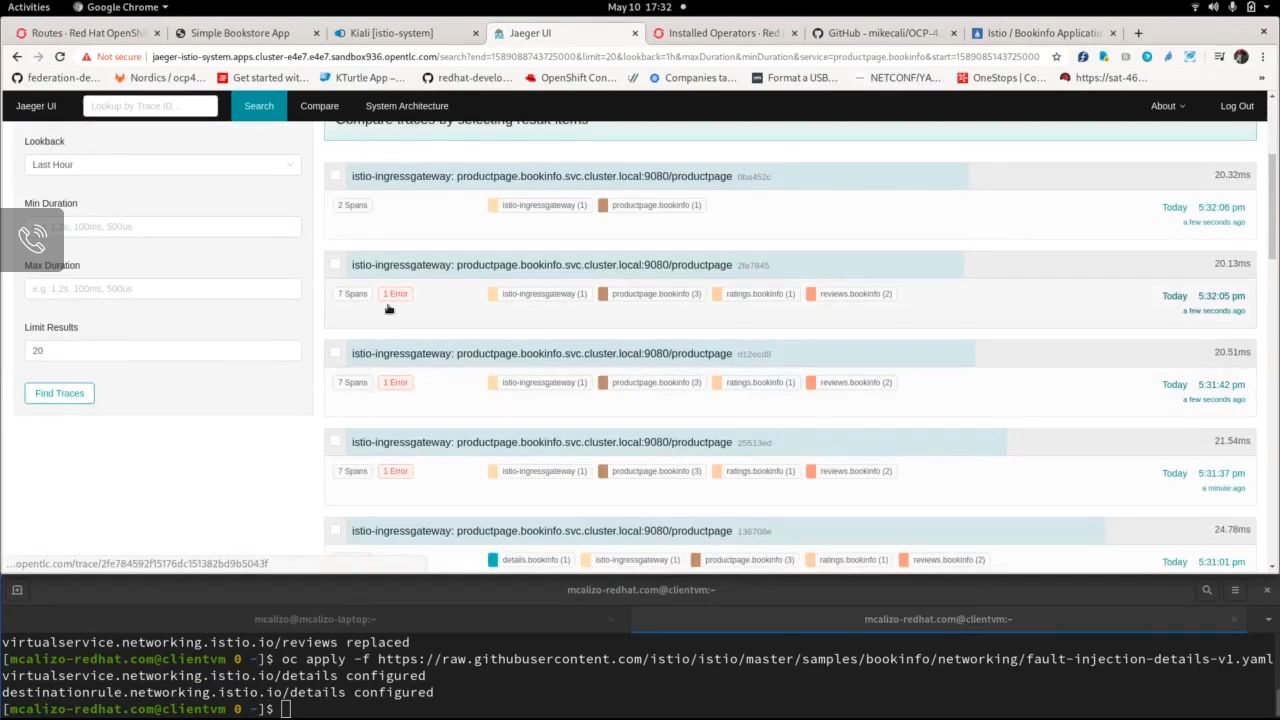 Activities Google Chrome May 10 17:32
Routes - Red Hat OpenShi Simple Bookstore App Kiali [istio-system] Jaeger UI Installed Operators - Red GitHub - mikecali/OCP-4 Istio / Bookinfo Applicatio
Not secure jaeger-istio-system.apps.cluster-e4e7.e4e7.sandbox936.opentlc.com/search?end=1589088743725000&limit=20&lookback=1h&maxDuration&minDuration&service=productpage.bookinfo&start=1589085143725000
federation-de... Nordics / ocp4... Get started wit... KTurtle App –... redhat-develo... OpenShift Con... Companies ta... Format a USB... NETCONF/YA... OneStops | Co... https://sat-46...
Jaeger UI Lookup by Trace ID... Search Compare System Architecture About Log Out
Compare traces by selecting result items
Lookback
Last Hour
Min Duration
1.2s, 100ms, 500us
Max Duration
e.g. 1.2s, 100ms, 500us
Limit Results
20
Find Traces
istio-ingressgateway: productpage.bookinfo.svc.cluster.local:9080/productpage 0ba452c 20.32ms
2 Spans istio-ingressgateway (1) productpage.bookinfo (1) Today 5:32:06 pm
a few seconds ago
istio-ingressgateway: productpage.bookinfo.svc.cluster.local:9080/productpage 2fe7845 20.13ms
7 Spans 1 Error istio-ingressgateway (1) productpage.bookinfo (3) ratings.bookinfo (1) reviews.bookinfo (2) Today 5:32:05 pm
a few seconds ago
istio-ingressgateway: productpage.bookinfo.svc.cluster.local:9080/productpage d12ecd8 20.51ms
7 Spans 1 Error istio-ingressgateway (1) productpage.bookinfo (3) ratings.bookinfo (1) reviews.bookinfo (2) Today 5:31:42 pm
a few seconds ago
istio-ingressgateway: productpage.bookinfo.svc.cluster.local:9080/productpage 25513ed 21.54ms
7 Spans 1 Error istio-ingressgateway (1) productpage.bookinfo (3) ratings.bookinfo (1) reviews.bookinfo (2) Today 5:31:37 pm
a minute ago
istio-ingressgateway: productpage.bookinfo.svc.cluster.local:9080/productpage 136708e 24.78ms
details.bookinfo (1) istio-ingressgateway (1) productpage.bookinfo (3) ratings.bookinfo (1) reviews.bookinfo (2) Today 5:31:01 pm
...opentlc.com/trace/2fe784592f15176dc151382bd9b5043f
mcalizo-redhat.com@clientvm:~
mcalizo@mcalizo-laptop:~ mcalizo-redhat.com@clientvm:~
virtualservice.networking.istio.io/reviews replaced
[mcalizo-redhat.com@clientvm 0 ~]$ oc apply -f https://raw.githubusercontent.com/istio/istio/master/samples/bookinfo/networking/fault-injection-details-v1.yaml
virtualservice.networking.istio.io/details configured
destinationrule.networking.istio.io/details configured
[mcalizo-redhat.com@clientvm 0 ~]$